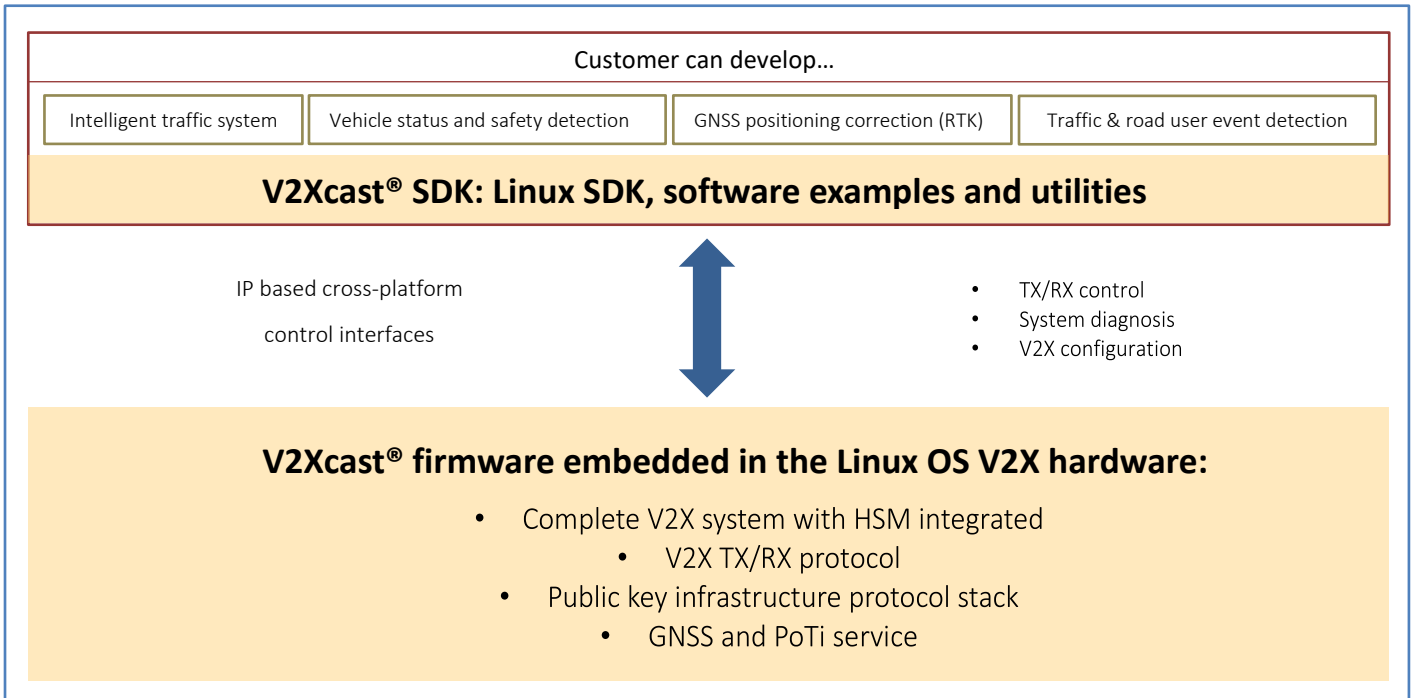 Customer can develop…
Intelligent traffic system
Vehicle status and safety detection
GNSS positioning correction (RTK)
Traffic & road user event detection
V2Xcast® SDK: Linux SDK, software examples and utilities
IP based cross-platform
control interfaces
• TX/RX control
• System diagnosis
• V2X configuration
V2Xcast® firmware embedded in the Linux OS V2X hardware:
• Complete V2X system with HSM integrated
• V2X TX/RX protocol
• Public key infrastructure protocol stack
• GNSS and PoTi service